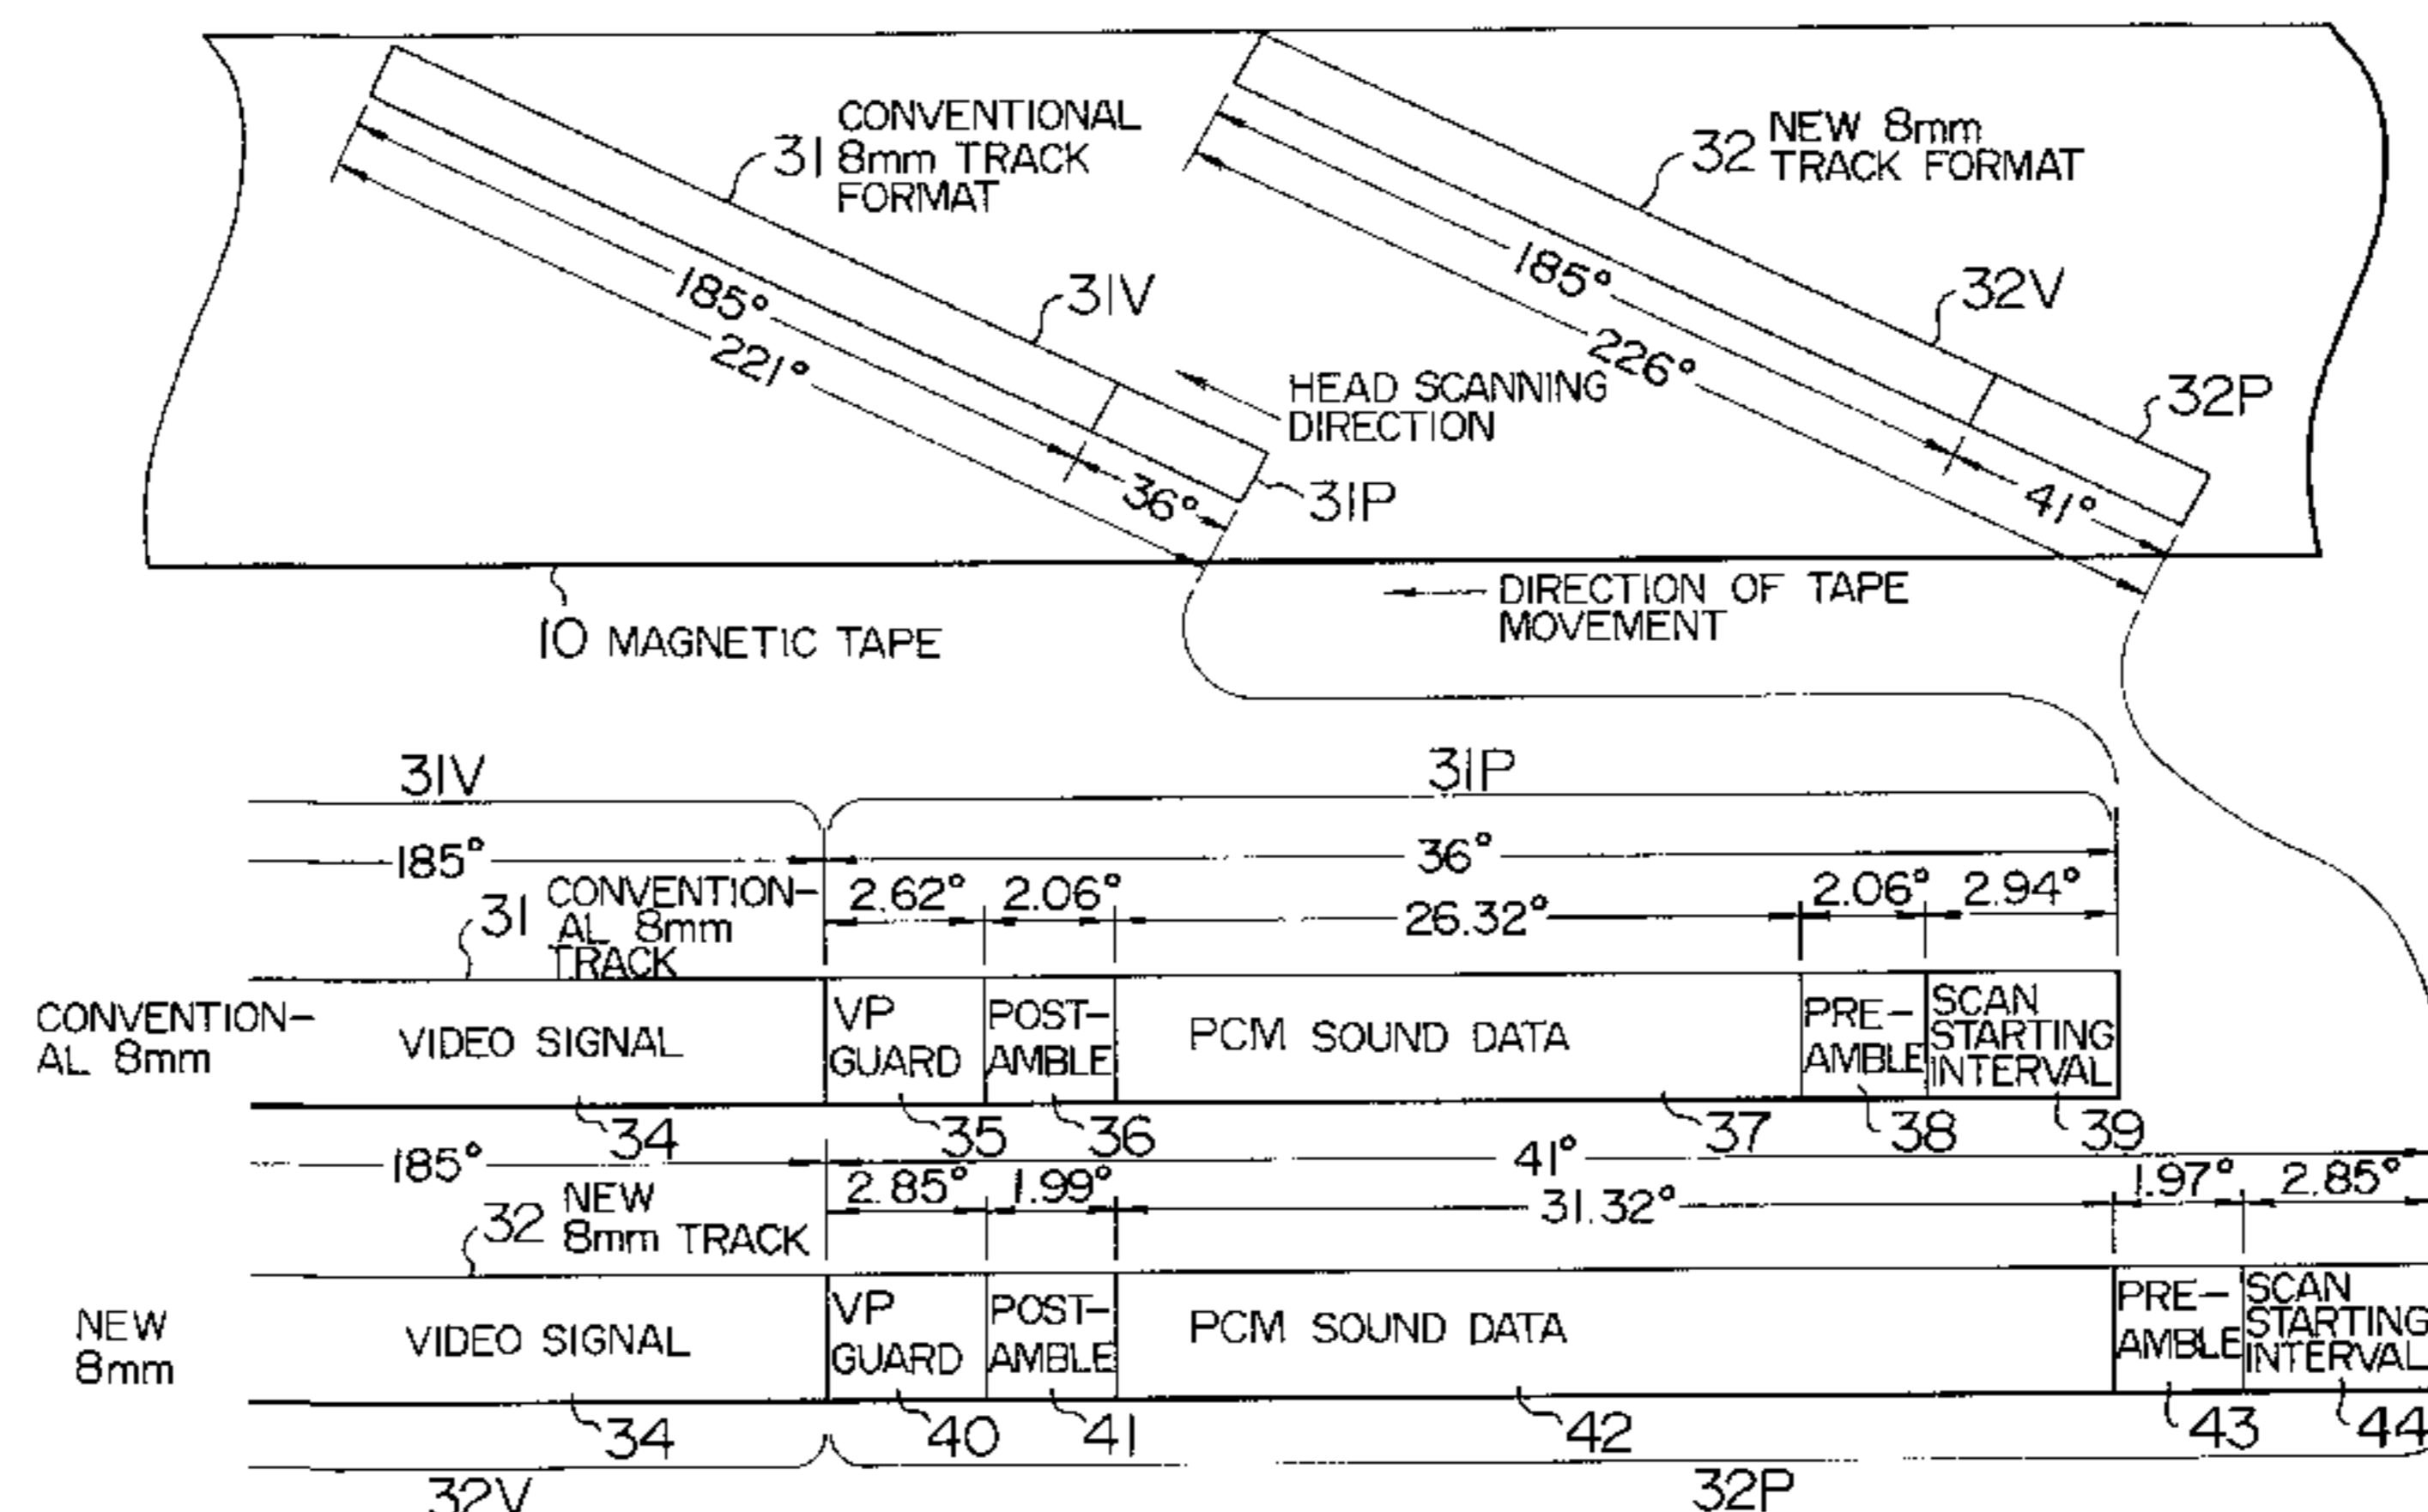 CONVENTIONAL
31 8mm TRACK
FORMAT
32 NEW 8mm
TRACK FORMAT
185°
221°
31V
185°
226°
32V
HEAD SCANNING
DIRECTION
32P
36°
31P
41°
DIRECTION OF TAPE
MOVEMENT
10 MAGNETIC TAPE
31V
31P
185°
36°
31 CONVENTION-
AL 8mm
TRACK
2.62°
2.06°
26.32°
2.06°
2.94°
CONVENTION-
AL 8mm
VIDEO SIGNAL
VP
GUARD
POST-
AMBLE
PCM SOUND DATA
PRE-
AMBLE
SCAN
STARTING
INTERVAL
34
35
36
37
38
39
185°
41°
32 NEW
8mm TRACK
2.85°
1.99°
31.32°
1.97°
2.85°
NEW
8mm
VIDEO SIGNAL
VP
GUARD
POST-
AMBLE
PCM SOUND DATA
PRE-
AMBLE
SCAN
STARTING
INTERVAL
34
40
41
42
43
44
32V
32P